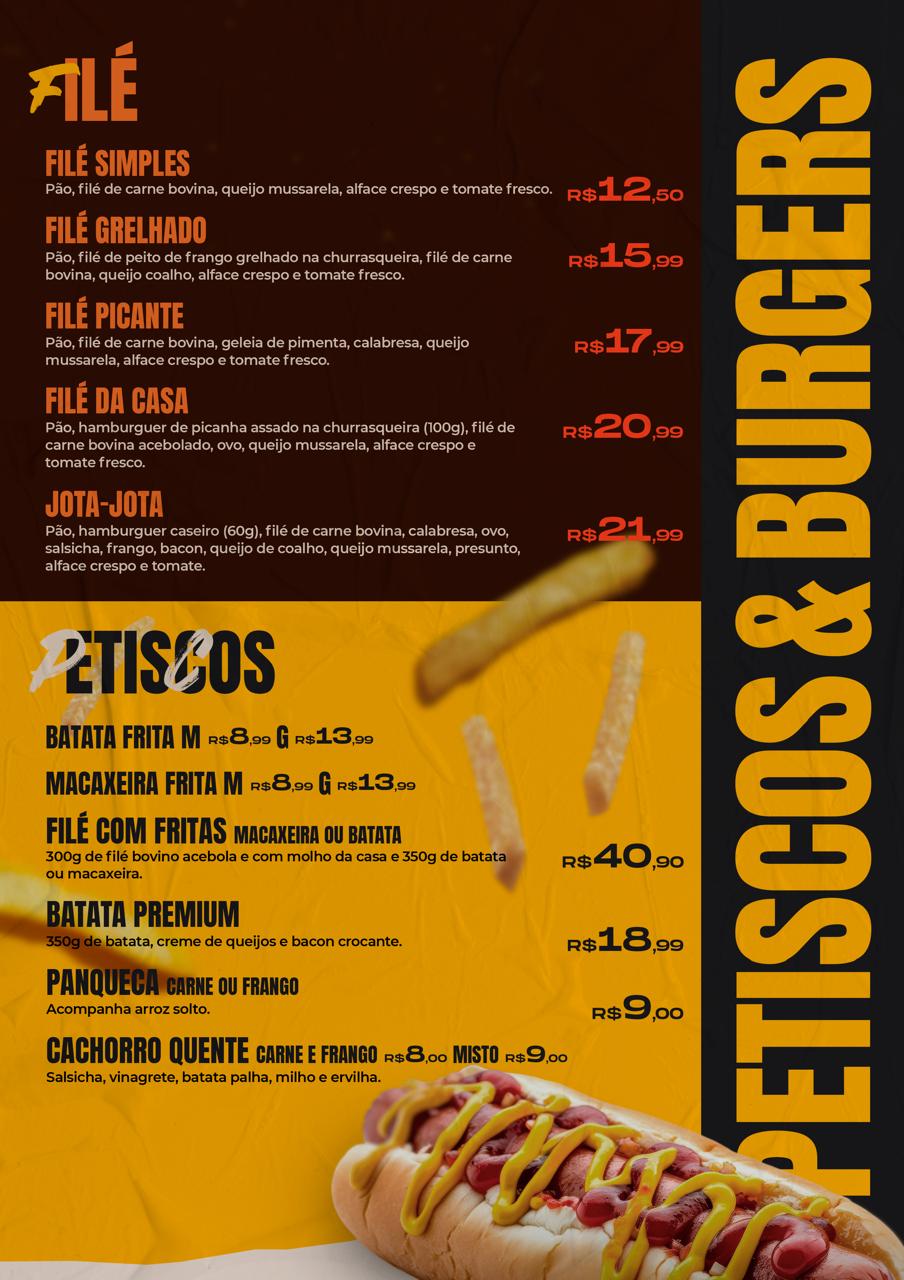 FILÉ
FILÉ SIMPLES
Pão, filé de carne bovina, queijo mussarela, alface crespo e tomate fresco. R$12,50
FILÉ GRELHADO
Pão, filé de peito de frango grelhado na churrasqueira, filé de carne
bovina, queijo coalho, alface crespo e tomate fresco.
R$15,99
FILÉ PICANTE
Pão, filé de carne bovina, geleia de pimenta, calabresa, queijo
mussarela, alface crespo e tomate fresco.
R$17,99
FILÉ DA CASA
Pão, hamburguer de picanha assado na churrasqueira (100g), filé de
carne bovina acebolado, ovo, queijo mussarela, alface crespo e
tomate fresco.
R$20,99
JOTA-JOTA
Pão, hamburguer caseiro (60g), filé de carne bovina, calabresa, ovo,
salsicha, frango, bacon, queijo de coalho, queijo mussarela, presunto,
alface crespo e tomate.
R$21,99
PETISCOS
BATATA FRITA M R$8,99 G R$13,99
MACAXEIRA FRITA M R$8,99 G R$13,99
FILÉ COM FRITAS MACAXEIRA OU BATATA
300g de filé bovino acebola e com molho da casa e 350g de batata
ou macaxeira.
R$40,90
BATATA PREMIUM
350g de batata, creme de queijos e bacon crocante.
R$18,99
PANQUECA CARNE OU FRANGO
Acompanha arroz solto.
R$9,00
CACHORRO QUENTE CARNE E FRANGO R$8,00 MISTO R$9,00
Salsicha, vinagrete, batata palha, milho e ervilha.
PETISCOS & BURGERS